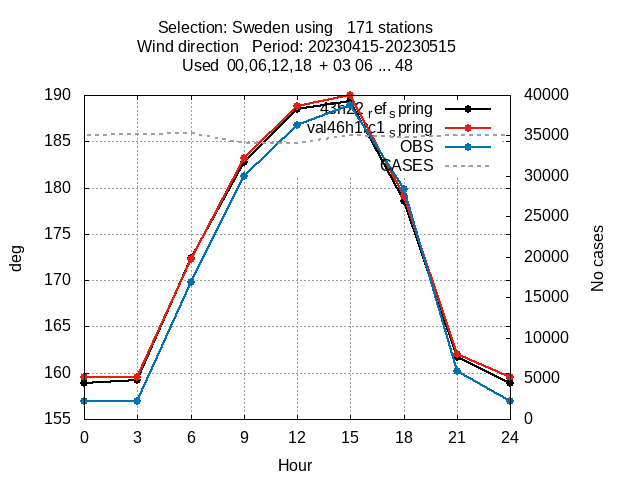 Selection: Sweden using 171 stations
Wind direction Period: 20230415-20230515
Used 00,06,12,18 + 03 06 ... 48
190
185
180
175
170
165
160
155
40000
35000
30000
25000
20000
15000
10000
5000
0
0 3 6 9 12 15 18 21 24
deg
No cases
Hour
43h22_ref_spring
_spring
OBS
CASES